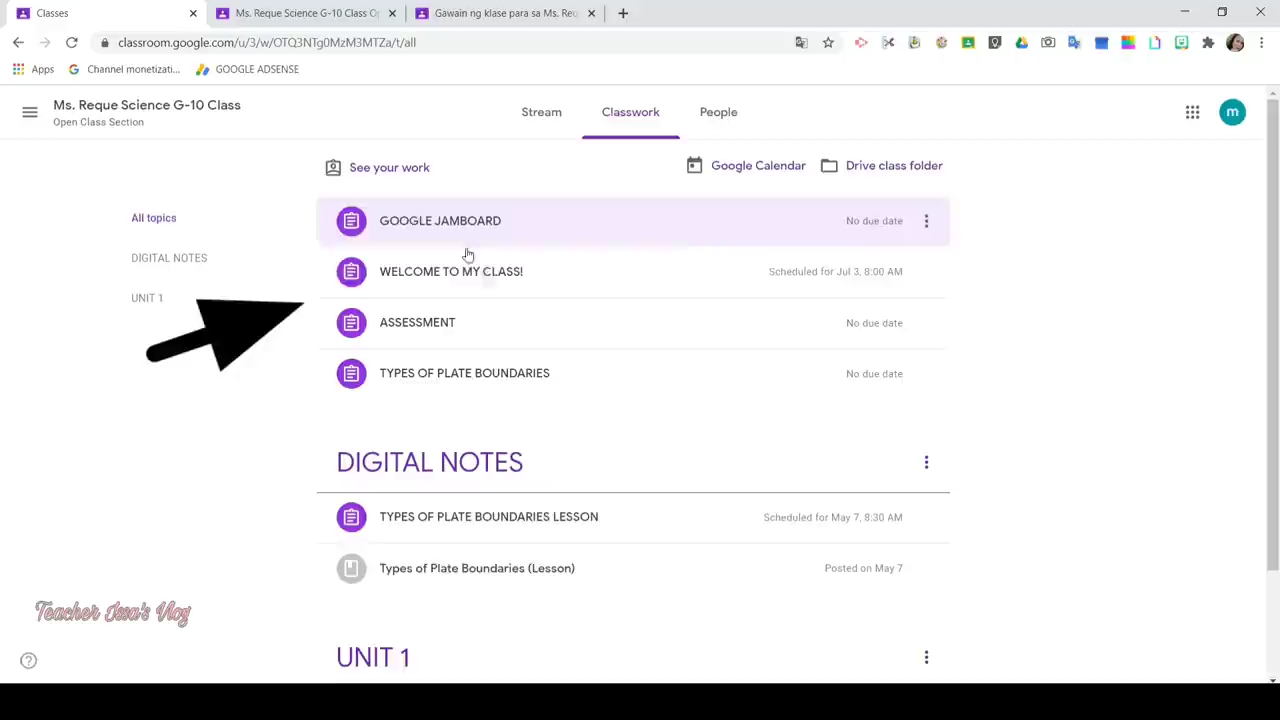 Classes
Ms. Reque Science G-10 Class Op
Gawain ng klase para sa Ms. Req
classroom.google.com/u/3/w/OTQ3NTg0MzM3MTZa/t/all
Apps
Channel monetizati...
GOOGLE ADSENSE
Ms. Reque Science G-10 Class
Open Class Section
Stream
Classwork
People
m
See your work
Google Calendar
Drive class folder
All topics
DIGITAL NOTES
UNIT 1
GOOGLE JAMBOARD
No due date
WELCOME TO MY CLASS!
Scheduled for Jul 3, 8:00 AM
ASSESSMENT
No due date
TYPES OF PLATE BOUNDARIES
No due date
DIGITAL NOTES
TYPES OF PLATE BOUNDARIES LESSON
Scheduled for May 7, 8:30 AM
Types of Plate Boundaries (Lesson)
Posted on May 7
Teacher Issa's Vlog
UNIT 1